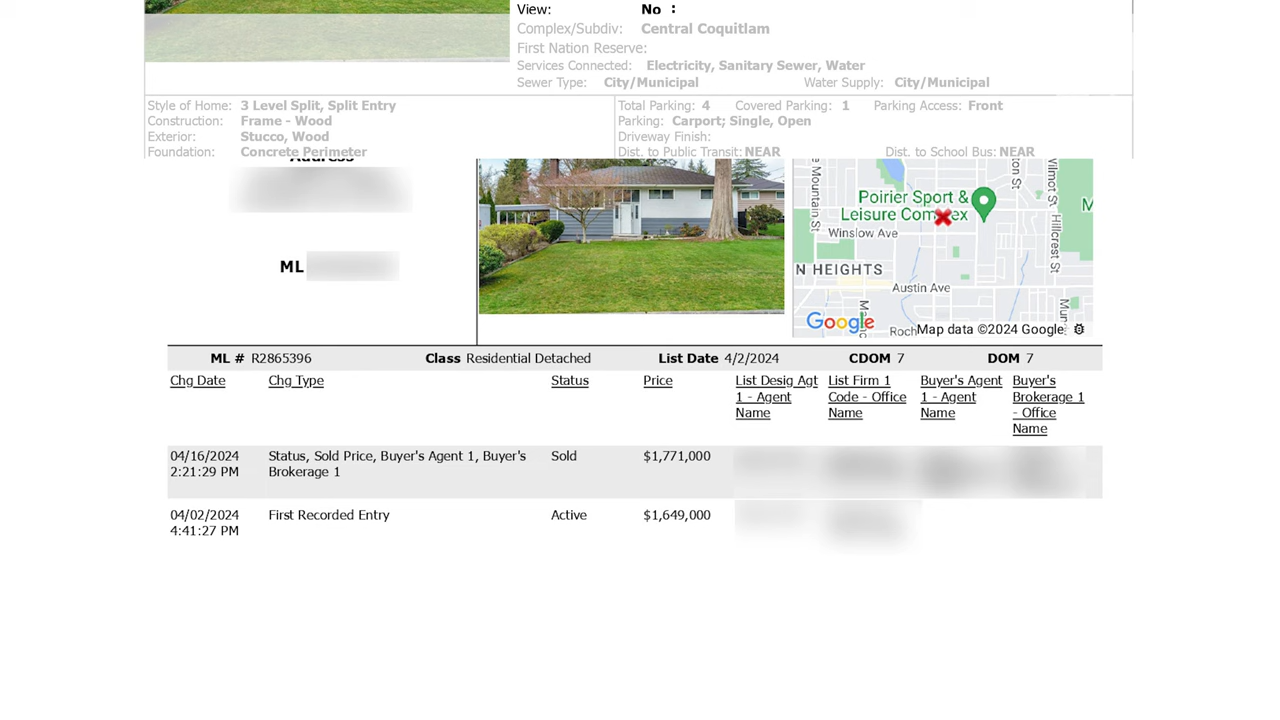 View: No :
Complex/Subdiv: Central Coquitlam
First Nation Reserve:
Services Connected: Electricity, Sanitary Sewer, Water
Sewer Type: City/Municipal Water Supply: City/Municipal
Style of Home: 3 Level Split, Split Entry
Construction: Frame - Wood
Exterior: Stucco, Wood
Foundation: Concrete Perimeter
Total Parking: 4 Covered Parking: 1 Parking Access: Front
Parking: Carport; Single, Open
Driveway Finish:
Dist. to Public Transit: NEAR Dist. to School Bus: NEAR
Address
ML
Mountain St
Wilmot St
Poirier Sport &
Leisure Complex
Winslow Ave
Hillcrest St
N HEIGHTS
Austin Ave
Google
Map data ©2024 Google
ML # R2865396 Class Residential Detached List Date 4/2/2024 CDOM 7 DOM 7
Chg Date Chg Type Status Price List Desig Agt List Firm 1 Buyer's Agent Buyer's
1 - Agent Code - Office 1 - Agent Brokerage 1
Name Name Name - Office
Name
04/16/2024 Status, Sold Price, Buyer's Agent 1, Buyer's Sold $1,771,000
2:21:29 PM Brokerage 1
04/02/2024 First Recorded Entry Active $1,649,000
4:41:27 PM